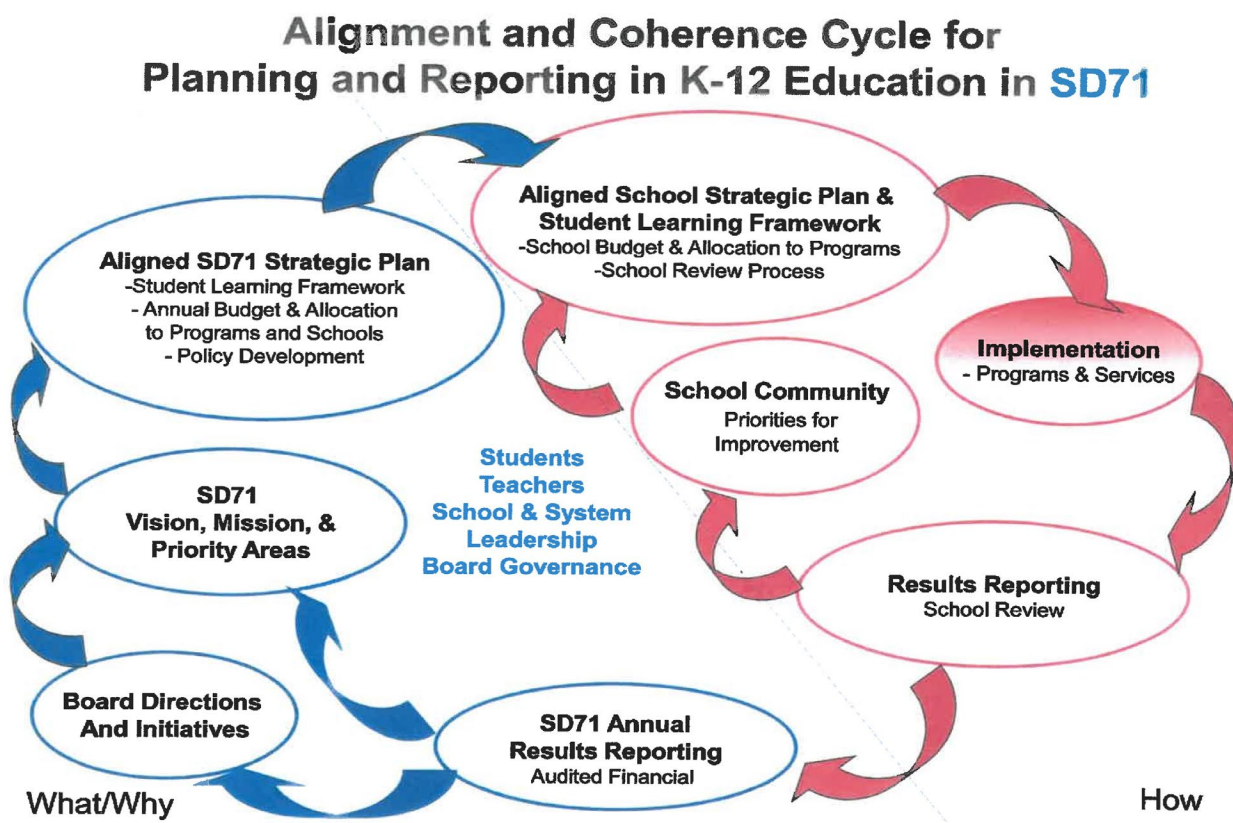 Alignment and Coherence Cycle for
Planning and Reporting in K-12 Education in SD71
Aligned School Strategic Plan &
Student Learning Framework
-School Budget & Allocation to Programs
-School Review Process
Aligned SD71 Strategic Plan
-Student Learning Framework
- Annual Budget & Allocation
to Programs and Schools
- Policy Development
Implementation
- Programs & Services
School Community
Priorities for
Improvement
Students
Teachers
School & System
Leadership
Board Governance
SD71
Vision, Mission, &
Priority Areas
Results Reporting
School Review
Board Directions
And Initiatives
SD71 Annual
Results Reporting
Audited Financial
What/Why
How